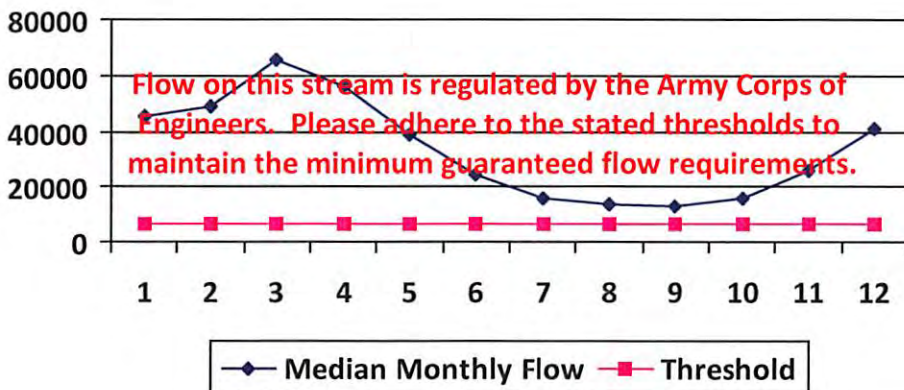 80000
60000
40000
20000
0
Flow on this stream is regulated by the Army Corps of
Engineers. Please adhere to the stated thresholds to
maintain the minimum guaranteed flow requirements.
1 2 3 4 5 6 7 8 9 10 11 12
Median Monthly Flow Threshold